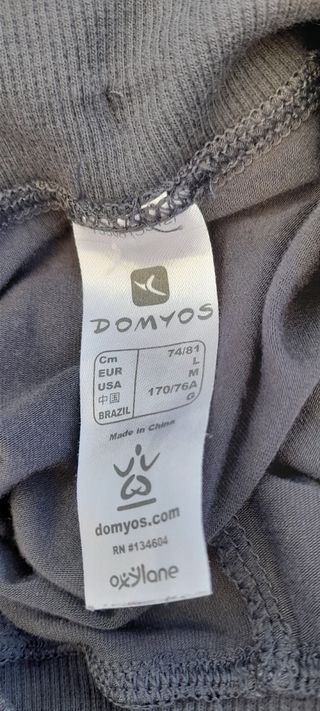 DOMYOS
Cm 74/81
EUR L
USA M
中国 170/76A
BRAZIL G
Made in China
domyos.com
RN #134604
oxylane